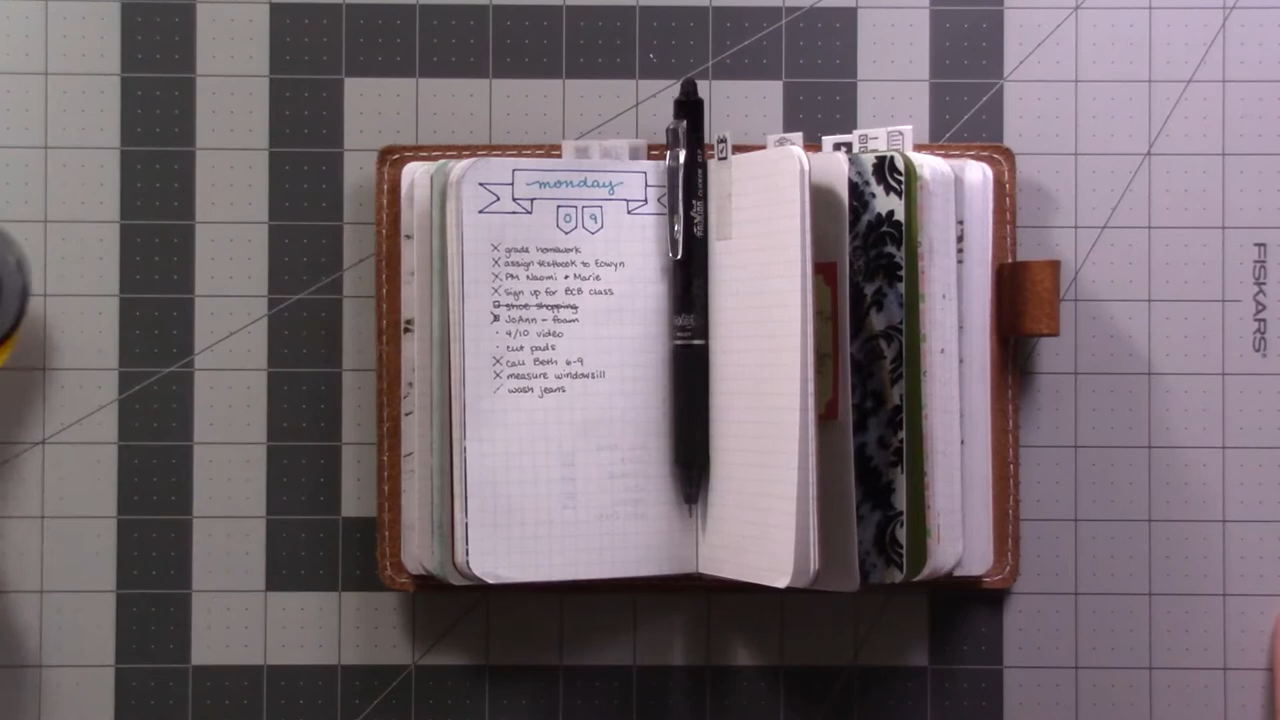 monday
09
X grade homework
X assign textbook to Eowyn
X PM Naomi + Marie
X sign up for BCB class
shoe shopping
JoAnn - foam
· 4/10 video
· cut pads
X call Beth 6-9
X measure windowsill
/ wash jeans
FISKARS